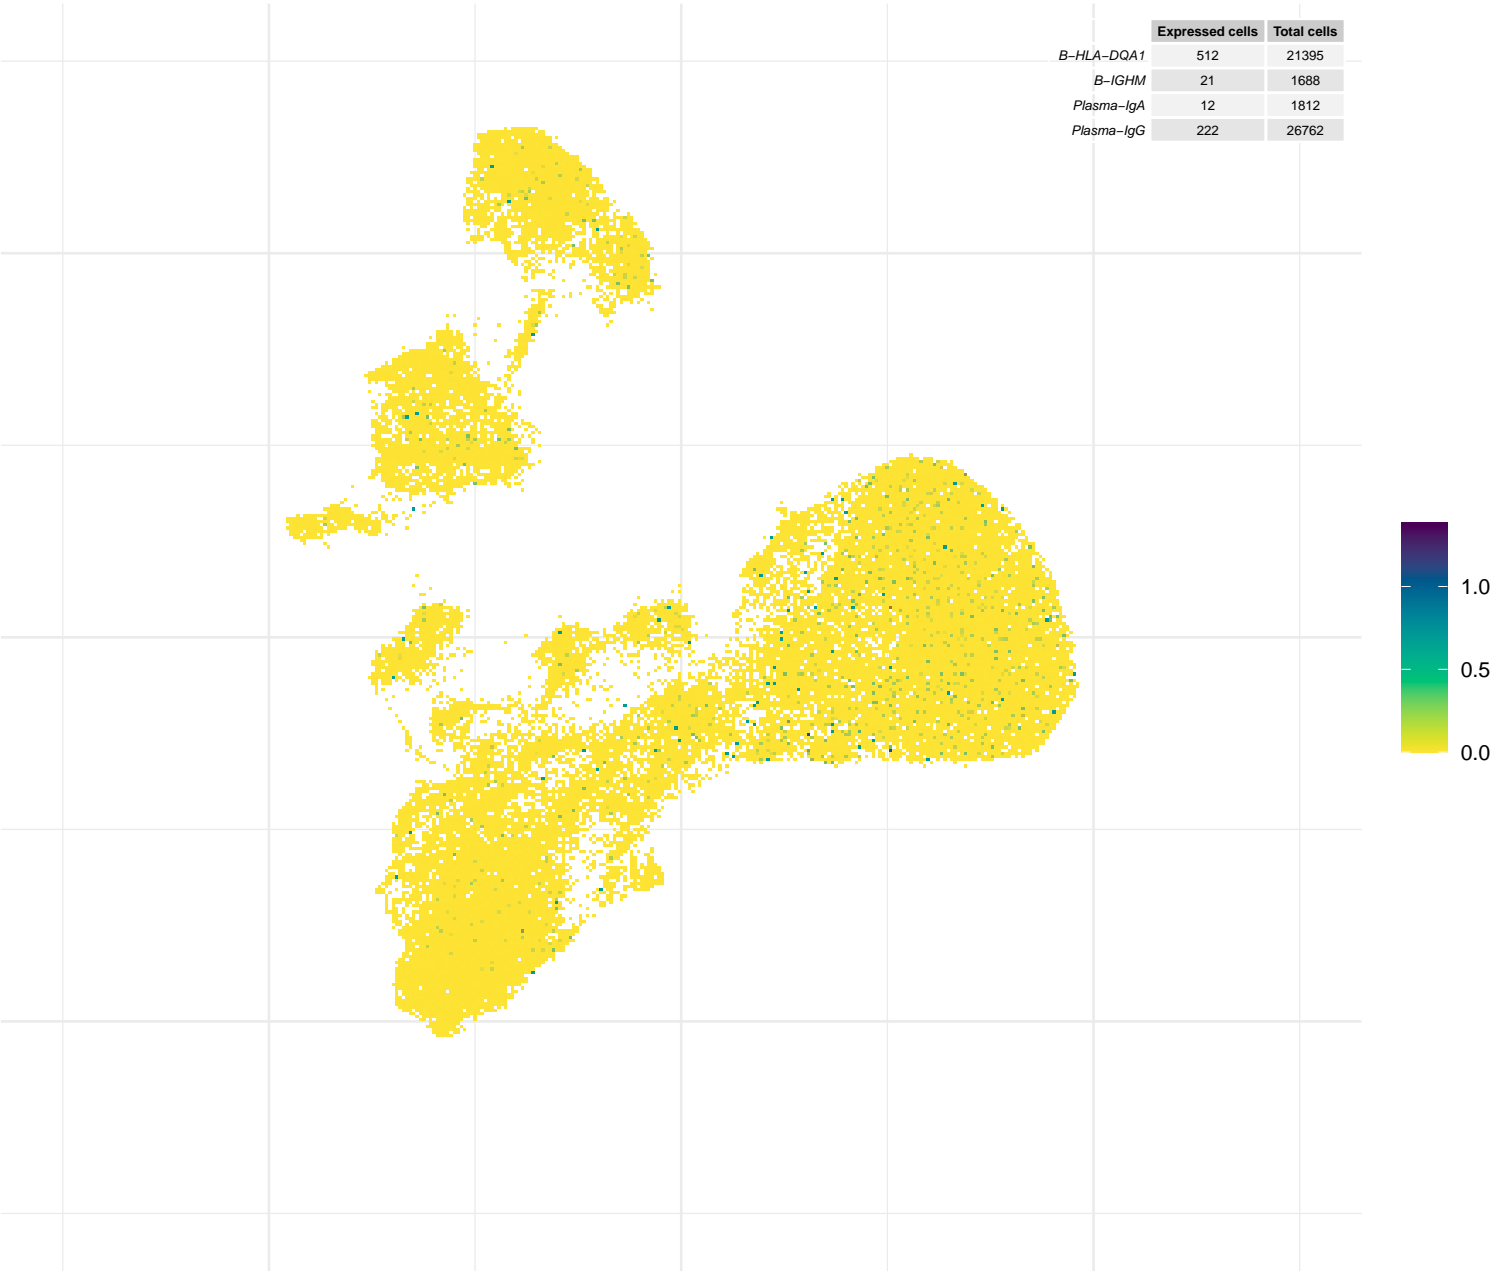 Expressed cells Total cells
B−HLA−DQA1 512 21395
B−IGHM 21 1688
Plasma−IgA 12 1812
Plasma−IgG 222 26762
1.0
0.5
0.0